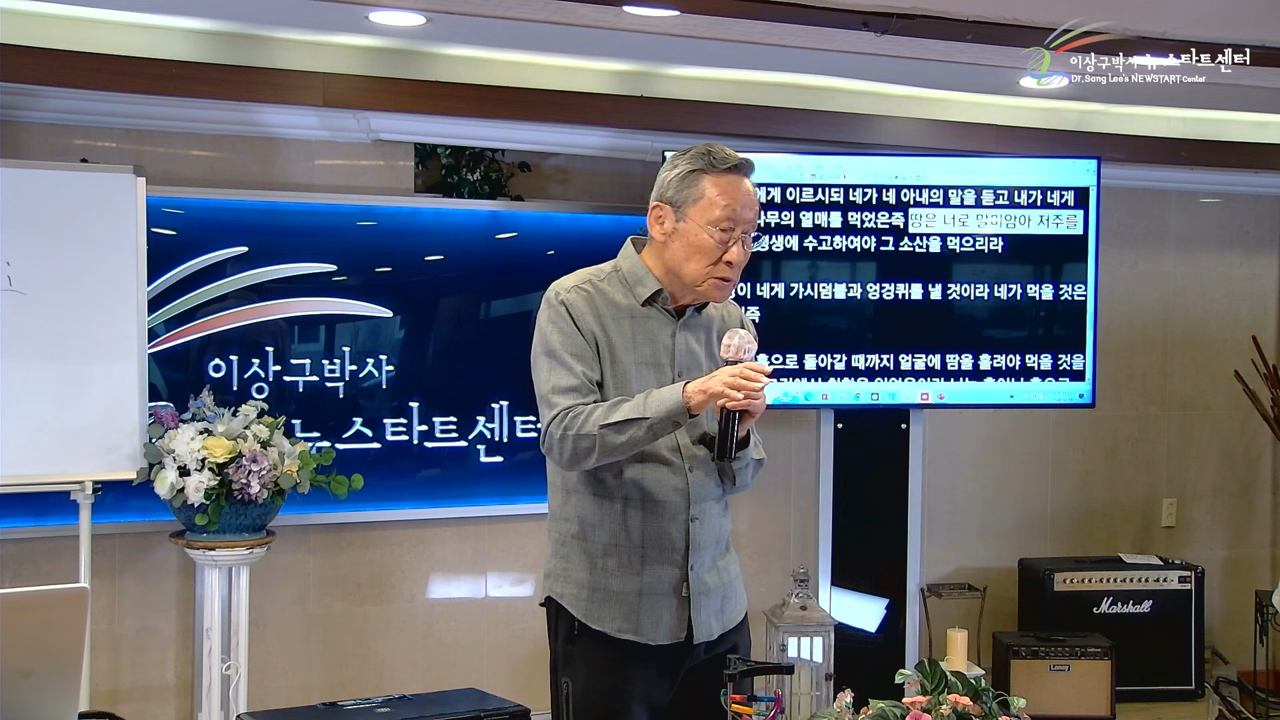 이상구박사 뉴스타트센터
Dr. Sang Lee's NEWSTART Center
에게 이르시되 네가 네 아내의 말을 듣고 내가 네게
나무의 열매를 먹었은즉 땅은 너로 말미암아 저주를
평생에 수고하여야 그 소산을 먹으리라
네게 가시덤불과 엉겅퀴를 낼 것이라 네가 먹을 것은
흙으로 돌아갈 때까지 얼굴에 땀을 흘려야 먹을 것을
이상구박사
뉴스타트센터
Marshall
Laney